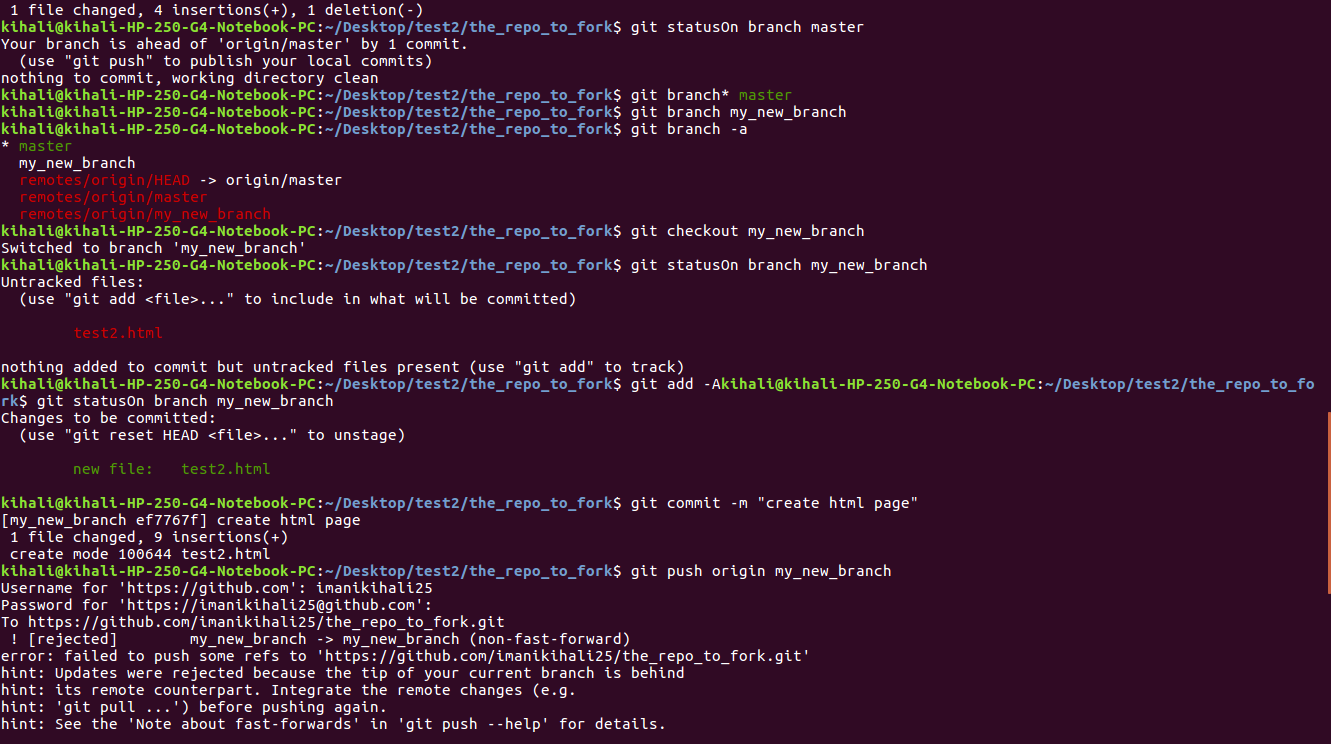 1 file changed, 4 insertions(+), 1 deletion(-)
kihali@kihali-HP-250-G4-Notebook-PC:~/Desktop/test2/the_repo_to_fork$ git statusOn branch master
Your branch is ahead of 'origin/master' by 1 commit.
  (use "git push" to publish your local commits)
nothing to commit, working directory clean
kihali@kihali-HP-250-G4-Notebook-PC:~/Desktop/test2/the_repo_to_fork$ git branch* master
kihali@kihali-HP-250-G4-Notebook-PC:~/Desktop/test2/the_repo_to_fork$ git branch my_new_branch
kihali@kihali-HP-250-G4-Notebook-PC:~/Desktop/test2/the_repo_to_fork$ git branch -a
* master
  my_new_branch
  remotes/origin/HEAD -> origin/master
  remotes/origin/master
  remotes/origin/my_new_branch
kihali@kihali-HP-250-G4-Notebook-PC:~/Desktop/test2/the_repo_to_fork$ git checkout my_new_branch
Switched to branch 'my_new_branch'
kihali@kihali-HP-250-G4-Notebook-PC:~/Desktop/test2/the_repo_to_fork$ git statusOn branch my_new_branch
Untracked files:
  (use "git add <file>..." to include in what will be committed)

        test2.html

nothing added to commit but untracked files present (use "git add" to track)
kihali@kihali-HP-250-G4-Notebook-PC:~/Desktop/test2/the_repo_to_fork$ git add -Akihali@kihali-HP-250-G4-Notebook-PC:~/Desktop/test2/the_repo_to_fo
rk$ git statusOn branch my_new_branch
Changes to be committed:
  (use "git reset HEAD <file>..." to unstage)

        new file:   test2.html

kihali@kihali-HP-250-G4-Notebook-PC:~/Desktop/test2/the_repo_to_fork$ git commit -m "create html page"
[my_new_branch ef7767f] create html page
 1 file changed, 9 insertions(+)
 create mode 100644 test2.html
kihali@kihali-HP-250-G4-Notebook-PC:~/Desktop/test2/the_repo_to_fork$ git push origin my_new_branch
Username for 'https://github.com': imanikihali25
Password for 'https://imanikihali25@github.com':
To https://github.com/imanikihali25/the_repo_to_fork.git
 ! [rejected]        my_new_branch -> my_new_branch (non-fast-forward)
error: failed to push some refs to 'https://github.com/imanikihali25/the_repo_to_fork.git'
hint: Updates were rejected because the tip of your current branch is behind
hint: its remote counterpart. Integrate the remote changes (e.g.
hint: 'git pull ...') before pushing again.
hint: See the 'Note about fast-forwards' in 'git push --help' for details.